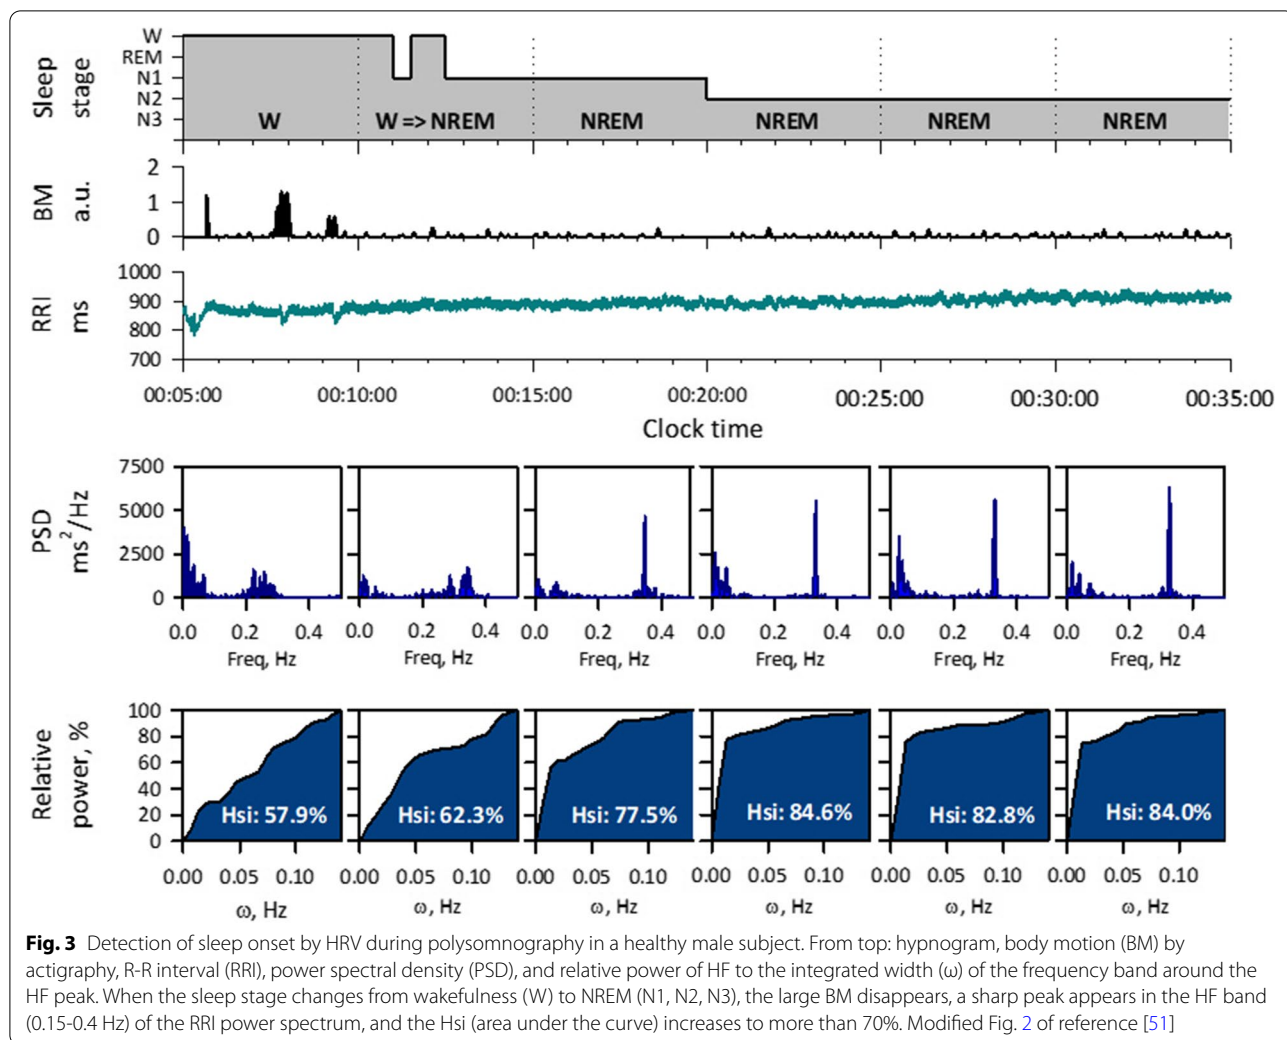 Sleep stage
W
REM
N1
N2
N3
W
W => NREM
NREM
NREM
NREM
NREM
BM a.u.
2
1
0
RRI ms
1000
900
800
700
00:05:00 00:10:00 00:15:00 00:20:00 00:25:00 00:30:00 00:35:00
Clock time
PSD ms²/Hz
7500
5000
2500
0
0.0 0.2 0.4 0.0 0.2 0.4 0.0 0.2 0.4 0.0 0.2 0.4 0.0 0.2 0.4 0.0 0.2 0.4
Freq, Hz Freq, Hz Freq, Hz Freq, Hz Freq, Hz Freq, Hz
Relative power, %
100
80
60
40
20
0
Hsi: 57.9% Hsi: 62.3% Hsi: 77.5% Hsi: 84.6% Hsi: 82.8% Hsi: 84.0%
0.00 0.05 0.10 0.00 0.05 0.10 0.00 0.05 0.10 0.00 0.05 0.10 0.00 0.05 0.10 0.00 0.05 0.10
ω, Hz ω, Hz ω, Hz ω, Hz ω, Hz ω, Hz
Fig. 3 Detection of sleep onset by HRV during polysomnography in a healthy male subject. From top: hypnogram, body motion (BM) by
actigraphy, R-R interval (RRI), power spectral density (PSD), and relative power of HF to the integrated width (ω) of the frequency band around the
HF peak. When the sleep stage changes from wakefulness (W) to NREM (N1, N2, N3), the large BM disappears, a sharp peak appears in the HF band
(0.15-0.4 Hz) of the RRI power spectrum, and the Hsi (area under the curve) increases to more than 70%. Modified Fig. 2 of reference [51]